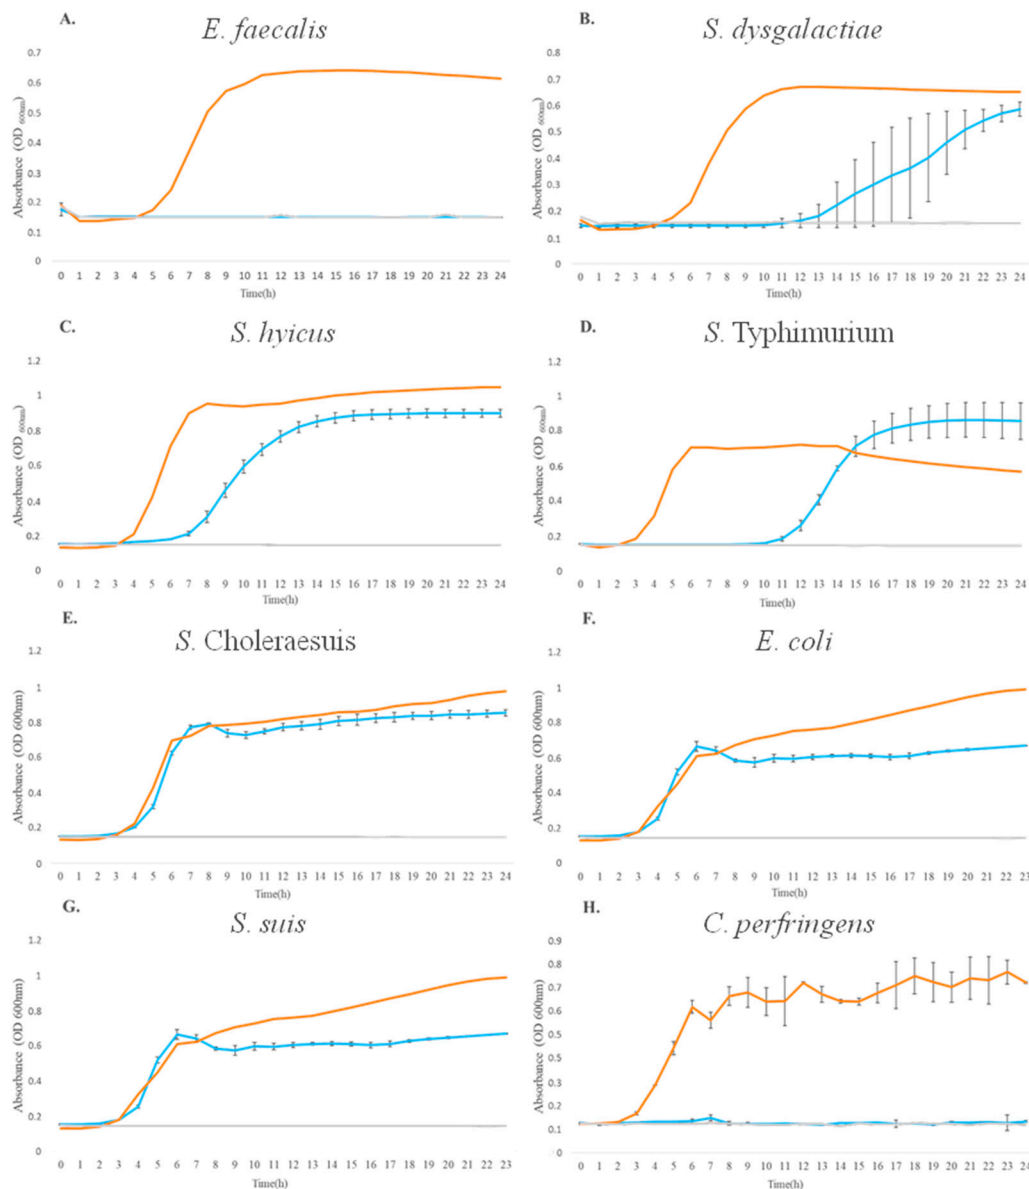 A.
E. faecalis
Absorbance (OD 600nm)
0.7
0.6
0.5
0.4
0.3
0.2
0.1
0
0 1 2 3 4 5 6 7 8 9 10 11 12 13 14 15 16 17 18 19 20 21 22 23 24
Time(h)
B.
S. dysgalactiae
Absorbance (OD 600nm)
0.8
0.7
0.6
0.5
0.4
0.3
0.2
0.1
0
0 1 2 3 4 5 6 7 8 9 10 11 12 13 14 15 16 17 18 19 20 21 22 23 24
Time(h)
C.
S. hyicus
Absorbance (OD 600nm)
1.2
1
0.8
0.6
0.4
0.2
0
0 1 2 3 4 5 6 7 8 9 10 11 12 13 14 15 16 17 18 19 20 21 22 23 24
Time(h)
D.
S. Typhimurium
Absorbance (OD 600nm)
1.2
1
0.8
0.6
0.4
0.2
0
0 1 2 3 4 5 6 7 8 9 10 11 12 13 14 15 16 17 18 19 20 21 22 23 24
Time(h)
E.
S. Choleraesuis
Absorbance (OD 600nm)
1.2
1
0.8
0.6
0.4
0.2
0
0 1 2 3 4 5 6 7 8 9 10 11 12 13 14 15 16 17 18 19 20 21 22 23 24
Time(h)
F.
E. coli
Absorbance (OD 600nm)
1.2
1
0.8
0.6
0.4
0.2
0
0 1 2 3 4 5 6 7 8 9 10 11 12 13 14 15 16 17 18 19 20 21 22 23
Time(h)
G.
S. suis
Absorbance (OD 600nm)
1.2
1
0.8
0.6
0.4
0.2
0
0 1 2 3 4 5 6 7 8 9 10 11 12 13 14 15 16 17 18 19 20 21 22 23
Time(h)
H.
C. perfringens
Absorbance (OD 600nm)
0.9
0.8
0.7
0.6
0.5
0.4
0.3
0.2
0.1
0
0 1 2 3 4 5 6 7 8 9 10 11 12 13 14 15 16 17 18 19 20 21 22 23 24
Time(h)